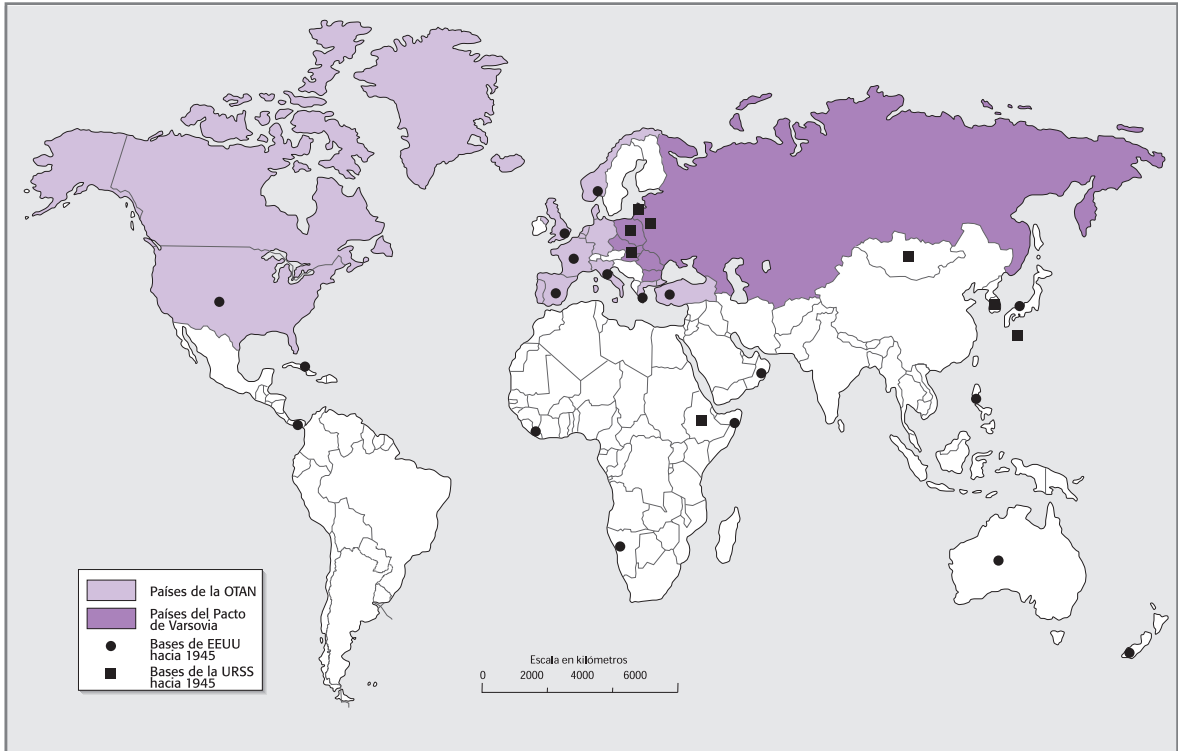 Países de la OTAN
Países del Pacto
de Varsovia
Bases de EEUU
hacia 1945
Bases de la URSS
hacia 1945
Escala en kilómetros
0 2000 4000 6000